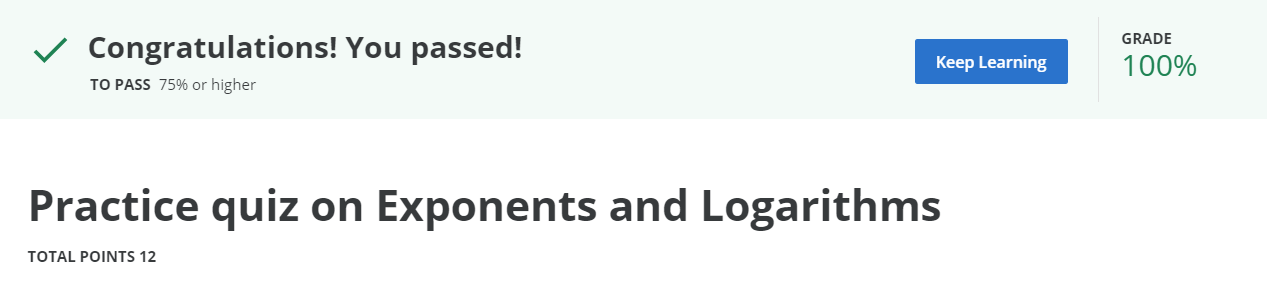 Congratulations! You passed!
TO PASS 75% or higher
Keep Learning
GRADE
100%
Practice quiz on Exponents and Logarithms
TOTAL POINTS 12